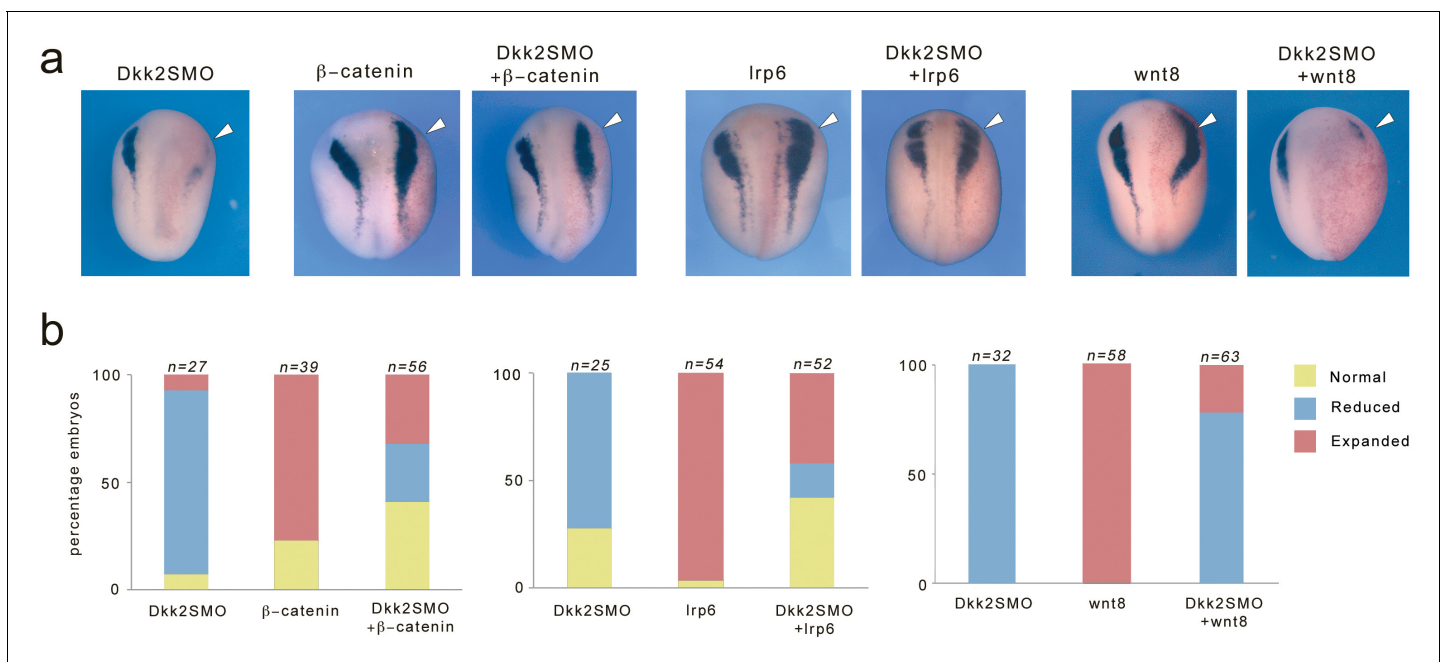 a
Dkk2SMO
β–catenin
Dkk2SMO
+β-catenin
lrp6
Dkk2SMO
+lrp6
wnt8
Dkk2SMO
+wnt8
b
percentage embryos
100
50
0
n=27
n=39
n=56
Dkk2SMO
β-catenin
Dkk2SMO
+β-catenin
100
50
0
n=25
n=54
n=52
Dkk2SMO
lrp6
Dkk2SMO
+lrp6
100
50
0
n=32
n=58
n=63
Dkk2SMO
wnt8
Dkk2SMO
+wnt8
Normal
Reduced
Expanded